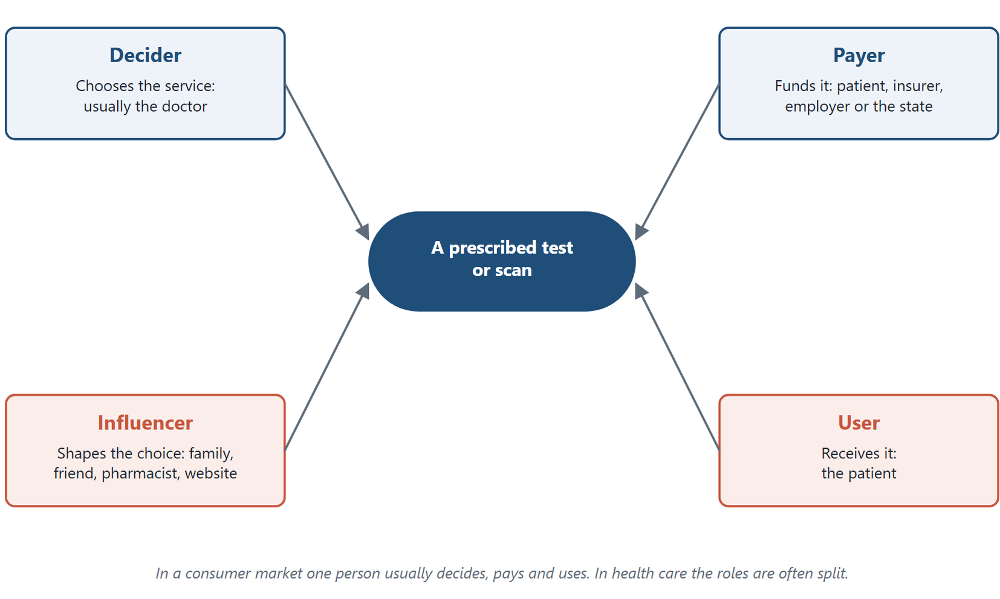 Decider
Chooses the service:
usually the doctor
Payer
Funds it: patient, insurer,
employer or the state
A prescribed test
or scan
Influencer
Shapes the choice: family,
friend, pharmacist, website
User
Receives it:
the patient
In a consumer market one person usually decides, pays and uses. In health care the roles are often split.